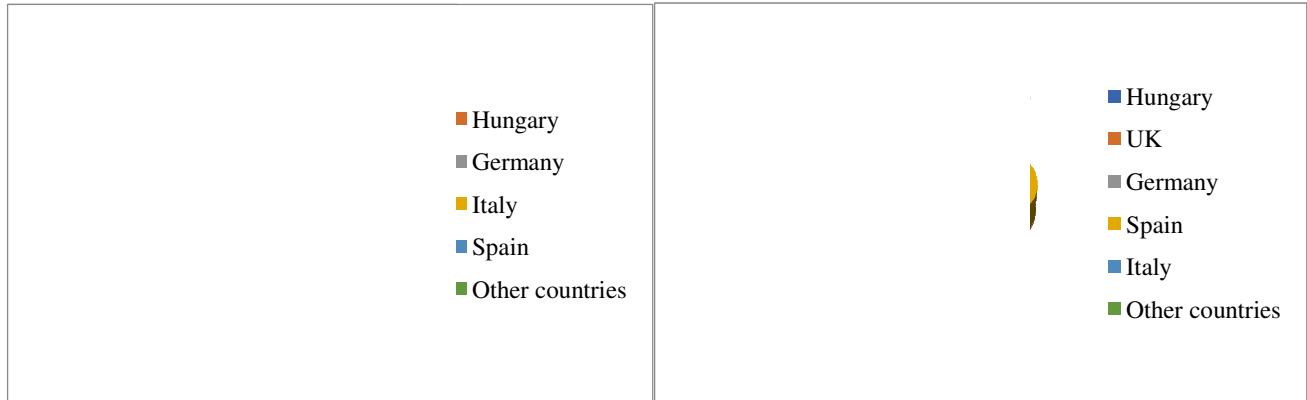 Hungary
Germany
Italy
Spain
Other countries
Hungary
UK
Germany
Spain
Italy
Other countries